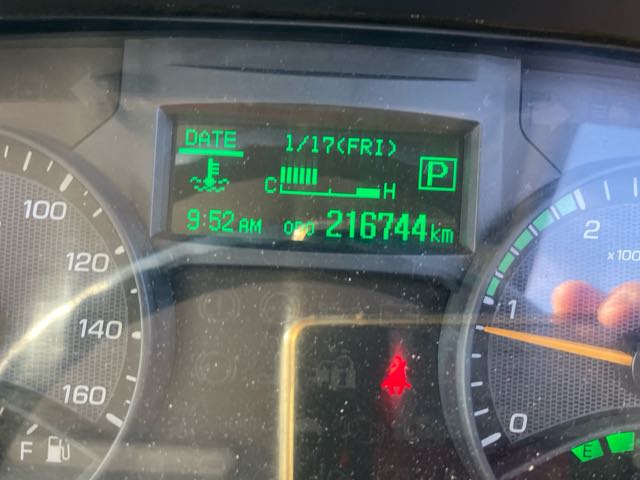 DATE 1/17(FRI)
C H P
9:52 AM ODO 216744 km
100
120
140
160
F
2
x100
1
0
E